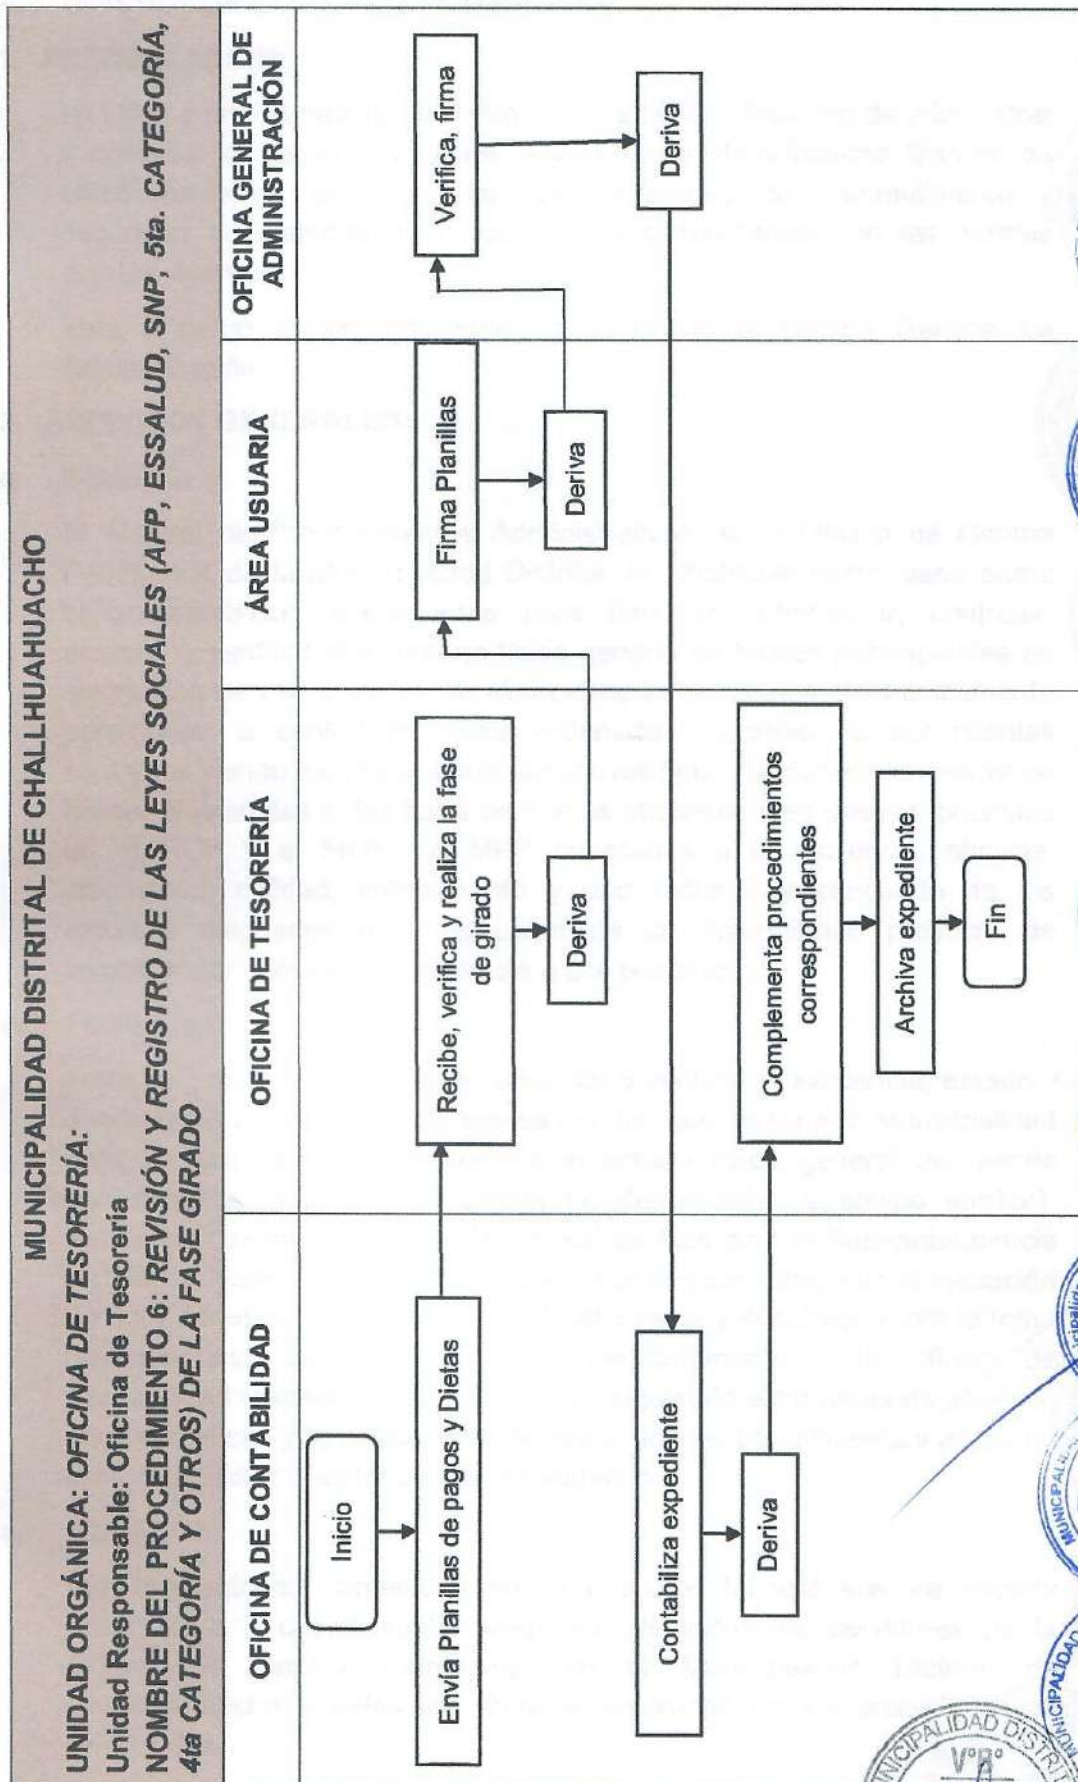 MUNICIPALIDAD DISTRITAL DE CHALLHUAHUACHO
UNIDAD ORGÁNICA: OFICINA DE TESORERÍA.
Unidad Responsable: Oficina de Tesorería
NOMBRE DEL PROCEDIMIENTO 6: REVISIÓN Y REGISTRO DE LAS LEYES SOCIALES (AFP, ESSALUD, SNP, 5ta. CATEGORÍA,
4ta CATEGORÍA Y OTROS) DE LA FASE GIRADO
OFICINA DE CONTABILIDAD
OFICINA DE TESORERÍA
ÁREA USUARIA
OFICINA GENERAL DE
ADMINISTRACIÓN
Inicio
Envía Planillas de pagos y Dietas
Recibe, verifica y realiza la fase
de girado
Deriva
Firma Planillas
Deriva
Verifica, firma
Deriva
Contabiliza expediente
Deriva
Complementa procedimientos
correspondientes
Archiva expediente
Fin
NICIPALIDAD DISTRIT
V°B°
MUNICIPALIDAD
MUNICIPAL